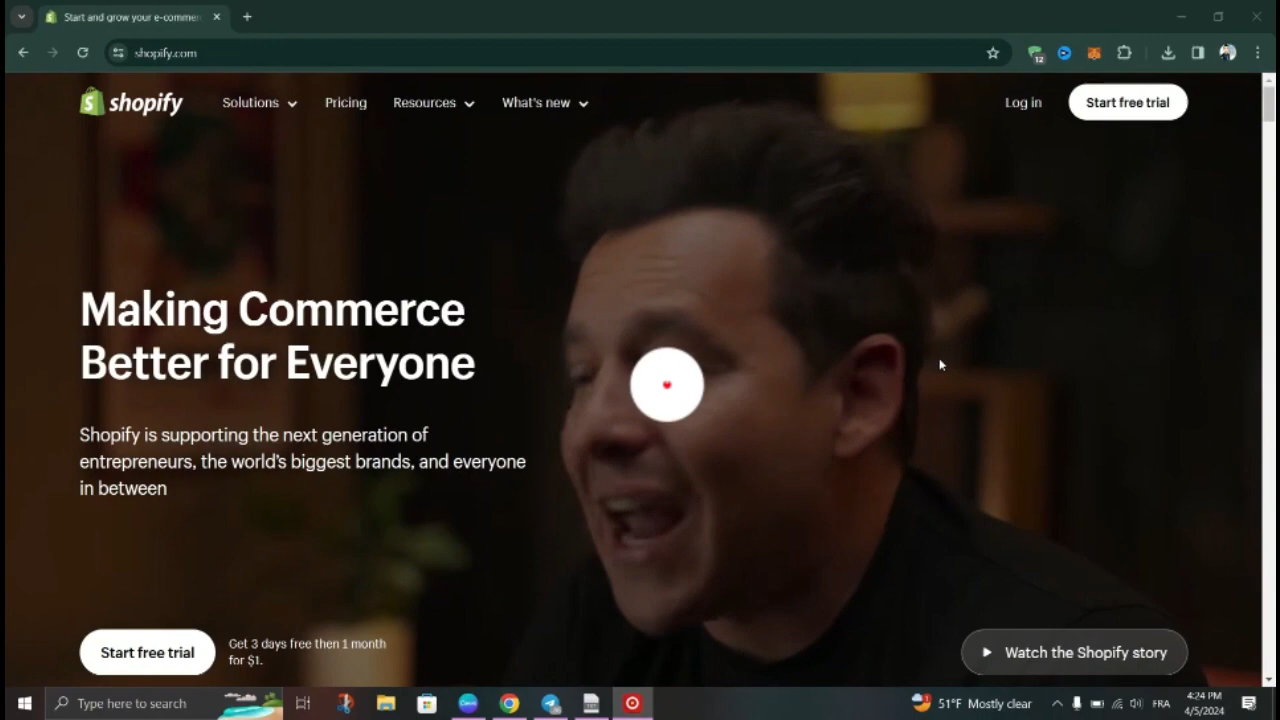 Start and grow your e-commer
shopify.com
12
shopify
Solutions
Pricing
Resources
What's new
Log in
Start free trial
Making Commerce
Better for Everyone
Shopify is supporting the next generation of
entrepreneurs, the world's biggest brands, and everyone
in between
Start free trial
Get 3 days free then 1 month
for $1.
Watch the Shopify story
Type here to search
51°F Mostly clear
FRA
4:24 PM
4/5/2024